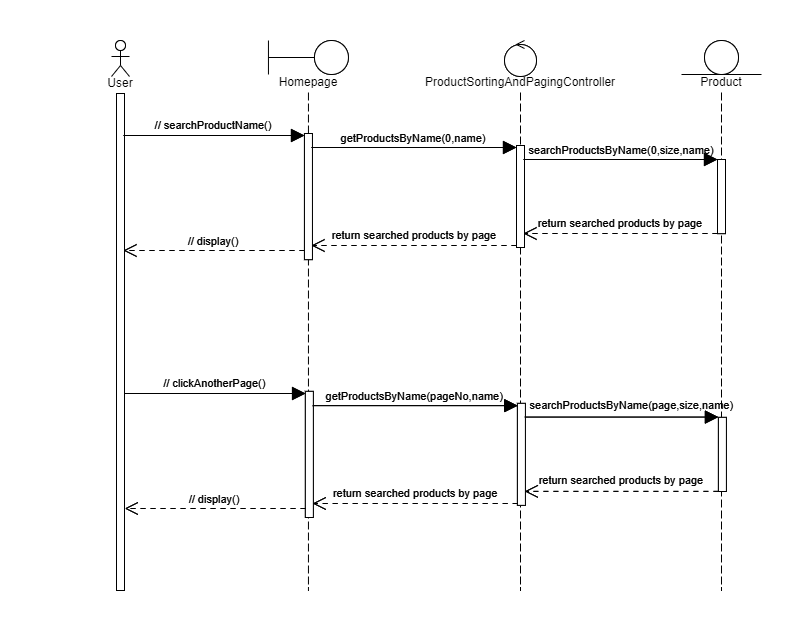 User
Homepage
ProductSortingAndPagingController
Product
// searchProductName()
getProductsByName(0,name)
searchProductsByName(0,size,name)
return searched products by page
return searched products by page
// display()
// clickAnotherPage()
getProductsByName(pageNo,name)
searchProductsByName(page,size,name)
return searched products by page
return searched products by page
// display()